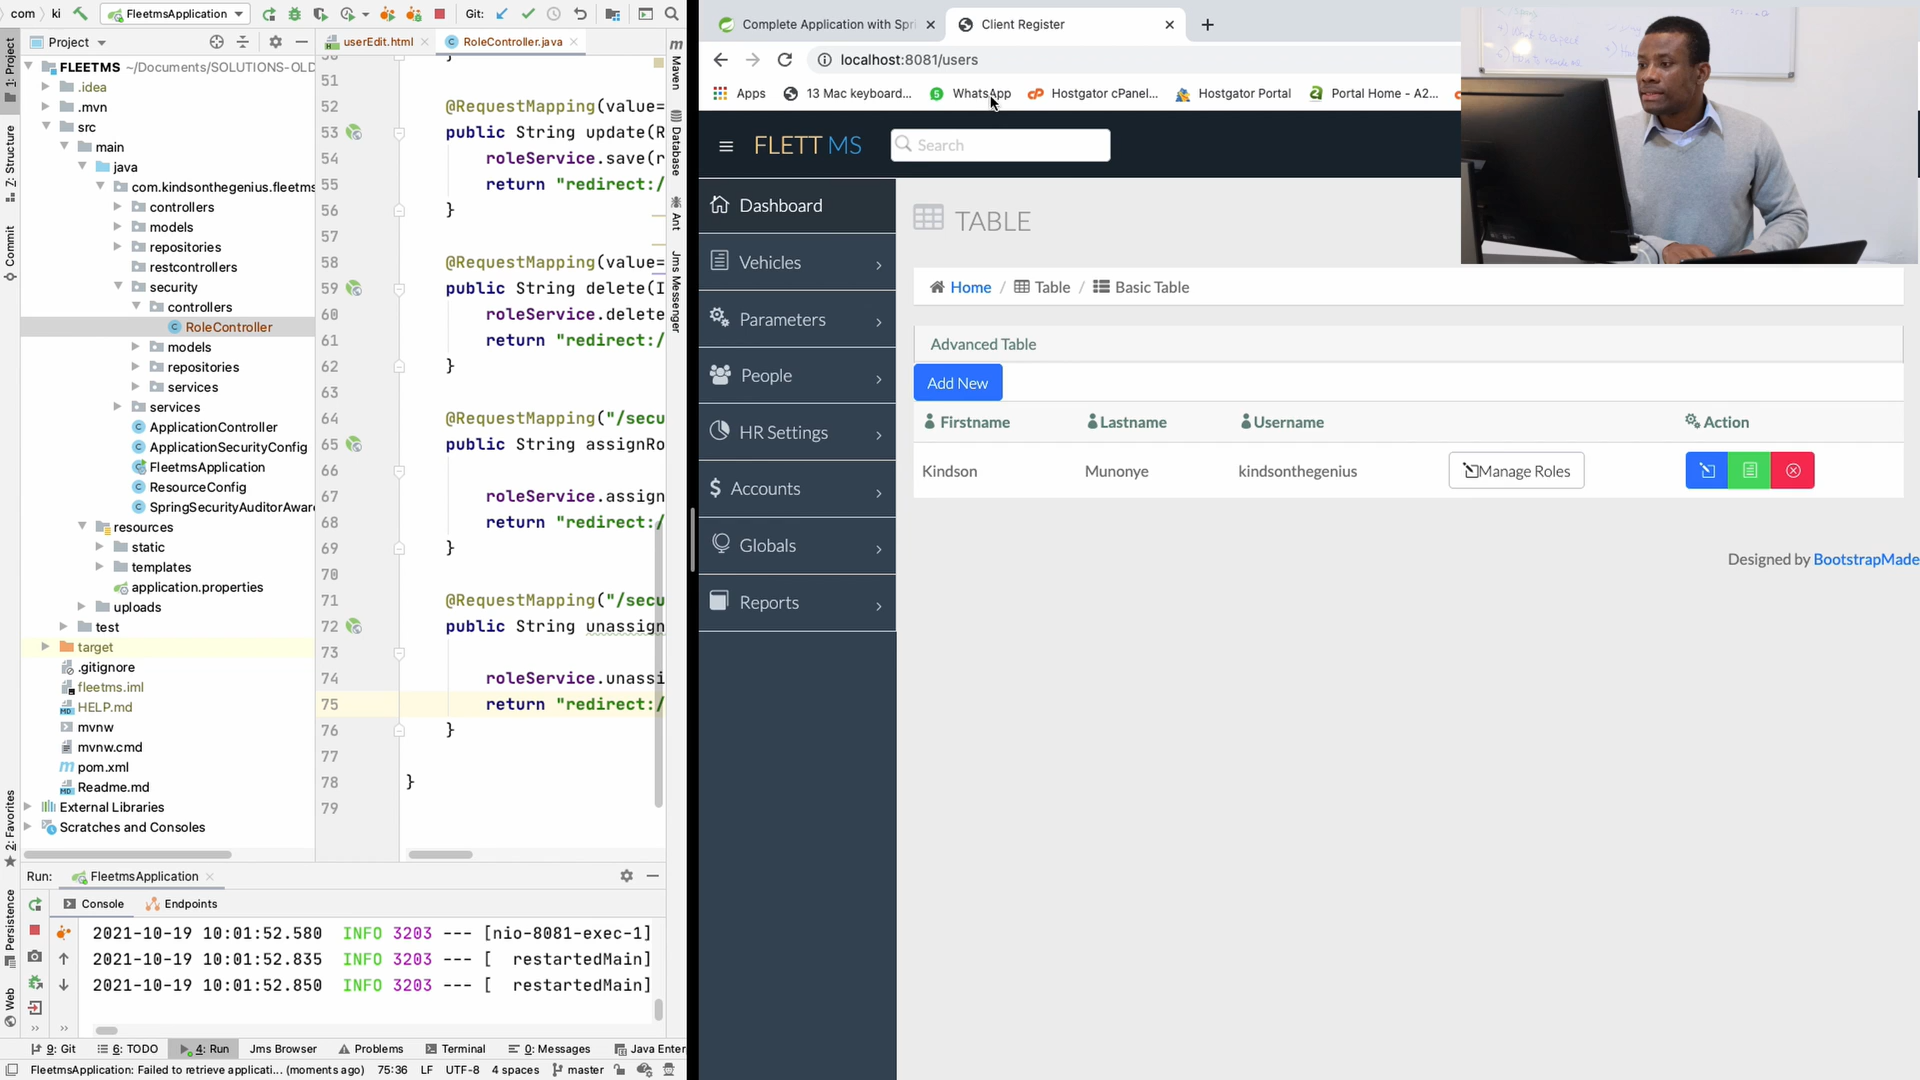 com
ki
FleetmsApplication
Git:
Project
userEdit.html
RoleController.java
FLEETMS ~/Documents/SOLUTIONS-OLD
.idea
.mvn
src
main
java
com.kindsonthegenius.fleetms
controllers
models
repositories
restcontrollers
security
controllers
RoleController
models
repositories
services
services
ApplicationController
ApplicationSecurityConfig
FleetmsApplication
ResourceConfig
SpringSecurityAuditorAwar
resources
static
templates
application.properties
uploads
test
target
.gitignore
fleetms.iml
HELP.md
mvnw
mvnw.cmd
pom.xml
Readme.md
External Libraries
Scratches and Consoles
1: Project
Z: Structure
Commit
2: Favorites
Persistence
Web
51
52 @RequestMapping(value=
53 public String update(R
54 roleService.save(r
55 return "redirect:/
56 }
57
58 @RequestMapping(value=
59 public String delete(I
60 roleService.delete
61 return "redirect:/
62 }
63
64 @RequestMapping("/secu
65 public String assignRo
66
67 roleService.assign
68 return "redirect:/
69 }
70
71 @RequestMapping("/secu
72 public String unassign
73
74 roleService.unassi
75 return "redirect:/
76 }
77
78 }
79
Maven
Database
Ant
Jms Messenger
Run: FleetmsApplication
Console
Endpoints
2021-10-19 10:01:52.580 INFO 3203 --- [nio-8081-exec-1]
2021-10-19 10:01:52.835 INFO 3203 --- [ restartedMain]
2021-10-19 10:01:52.850 INFO 3203 --- [ restartedMain]
9: Git
6: TODO
4: Run
Jms Browser
Problems
Terminal
0: Messages
Java Enter
FleetmsApplication: Failed to retrieve applicati... (moments ago)
75:36
LF
UTF-8
4 spaces
master
Complete Application with Spri
Client Register
localhost:8081/users
Apps
13 Mac keyboard...
WhatsApp
Hostgator cPanel...
Hostgator Portal
Portal Home - A2...
FLETT MS
Search
Dashboard
Vehicles
Parameters
People
HR Settings
Accounts
Globals
Reports
TABLE
Home / Table / Basic Table
Advanced Table
Add New
Firstname Lastname Username Action
Kindson Munonye kindsonthegenius Manage Roles
Designed by BootstrapMade